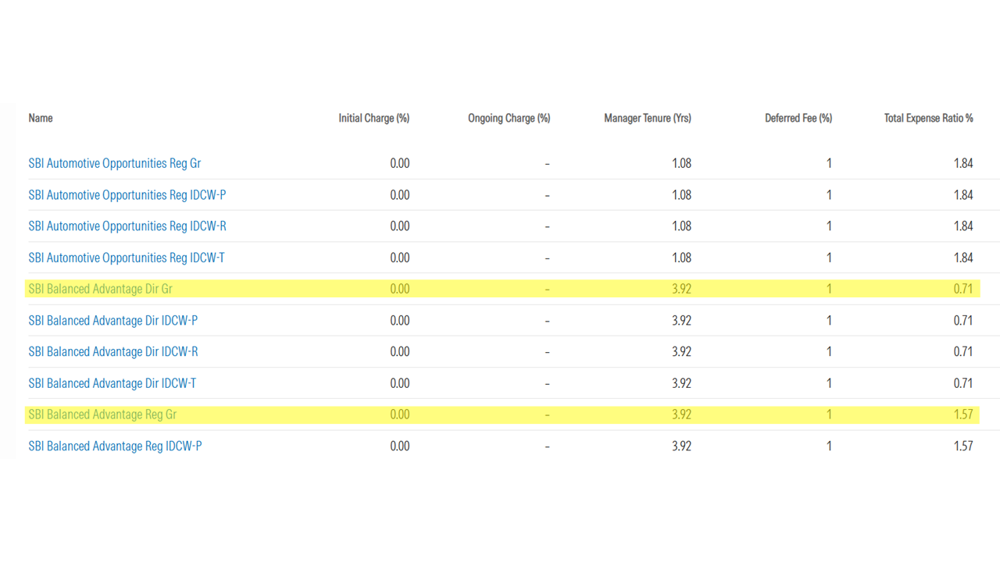 Name Initial Charge (%) Ongoing Charge (%) Manager Tenure (Yrs) Deferred Fee (%) Total Expense Ratio %
SBI Automotive Opportunities Reg Gr 0.00 – 1.08 1 1.84
SBI Automotive Opportunities Reg IDCW-P 0.00 – 1.08 1 1.84
SBI Automotive Opportunities Reg IDCW-R 0.00 – 1.08 1 1.84
SBI Automotive Opportunities Reg IDCW-T 0.00 – 1.08 1 1.84
SBI Balanced Advantage Dir Gr 0.00 – 3.92 1 0.71
SBI Balanced Advantage Dir IDCW-P 0.00 – 3.92 1 0.71
SBI Balanced Advantage Dir IDCW-R 0.00 – 3.92 1 0.71
SBI Balanced Advantage Dir IDCW-T 0.00 – 3.92 1 0.71
SBI Balanced Advantage Reg Gr 0.00 – 3.92 1 1.57
SBI Balanced Advantage Reg IDCW-P 0.00 – 3.92 1 1.57